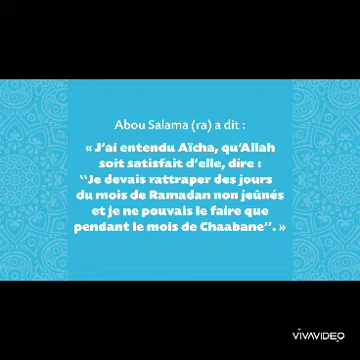 Abou Salama (ra) a dit :
« J'ai entendu Aïcha, qu'Allah
soit satisfait d'elle, dire :
‘‘Je devais rattraper des jours
du mois de Ramadan non jeûnés
et je ne pouvais le faire que
pendant le mois de Chaabane’’. »
VIVAVIDEO